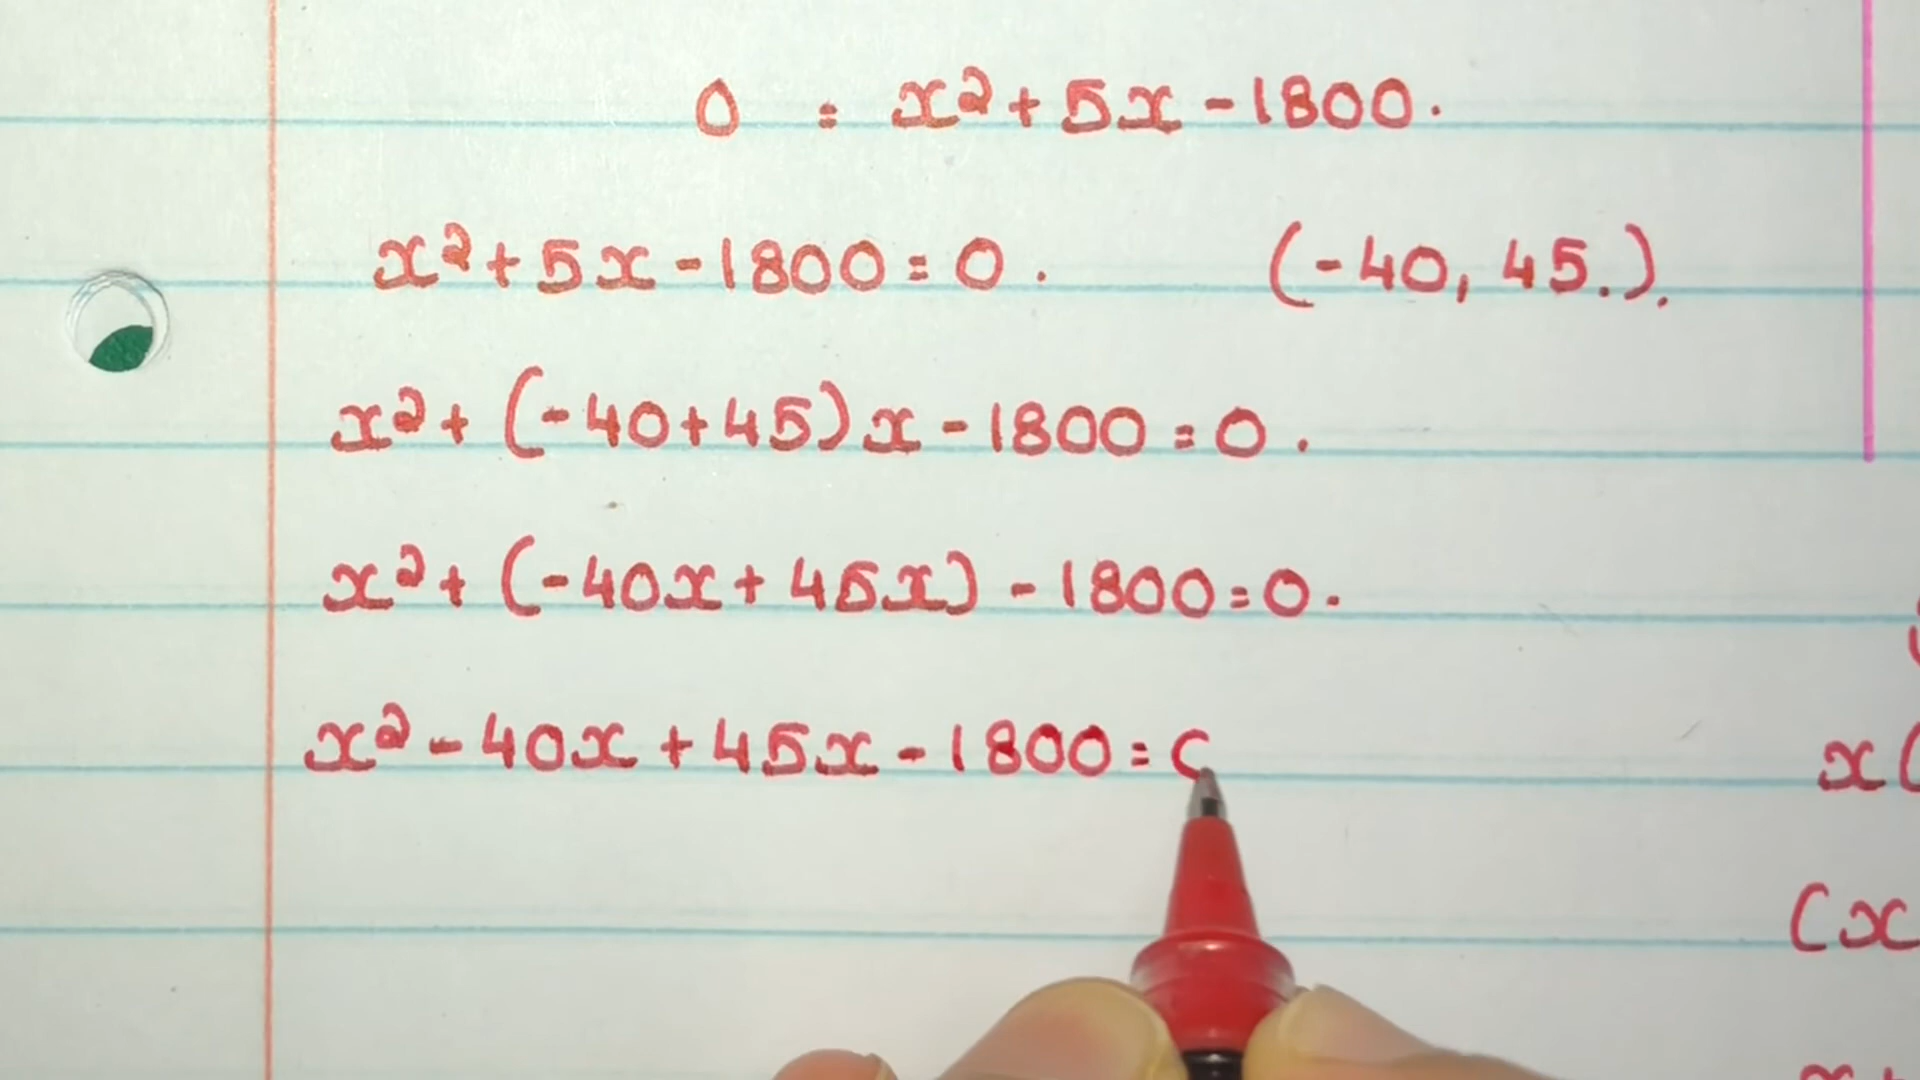 0 = x²+5x-1800.
x²+5x-1800=0. (-40, 45.).
x²+(-40+45)x-1800=0.
x²+(-40x+45x)-1800=0.
x²-40x+45x-1800=
x(
(x